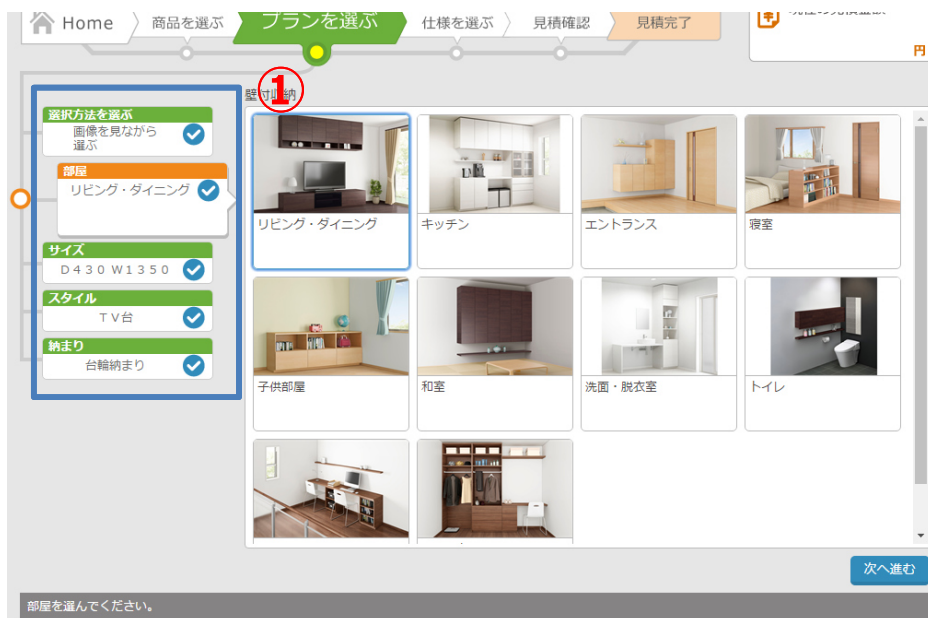 Home
商品を選ぶ
プランを選ぶ
仕様を選ぶ
見積確認
見積完了
円
①
壁付収納
選択方法を選ぶ
画像を見ながら
選ぶ
部屋
リビング・ダイニング
サイズ
D430 W1350
スタイル
TV台
納まり
台輪納まり
リビング・ダイニング
キッチン
エントランス
寝室
子供部屋
和室
洗面・脱衣室
トイレ
次へ進む
部屋を選んでください。